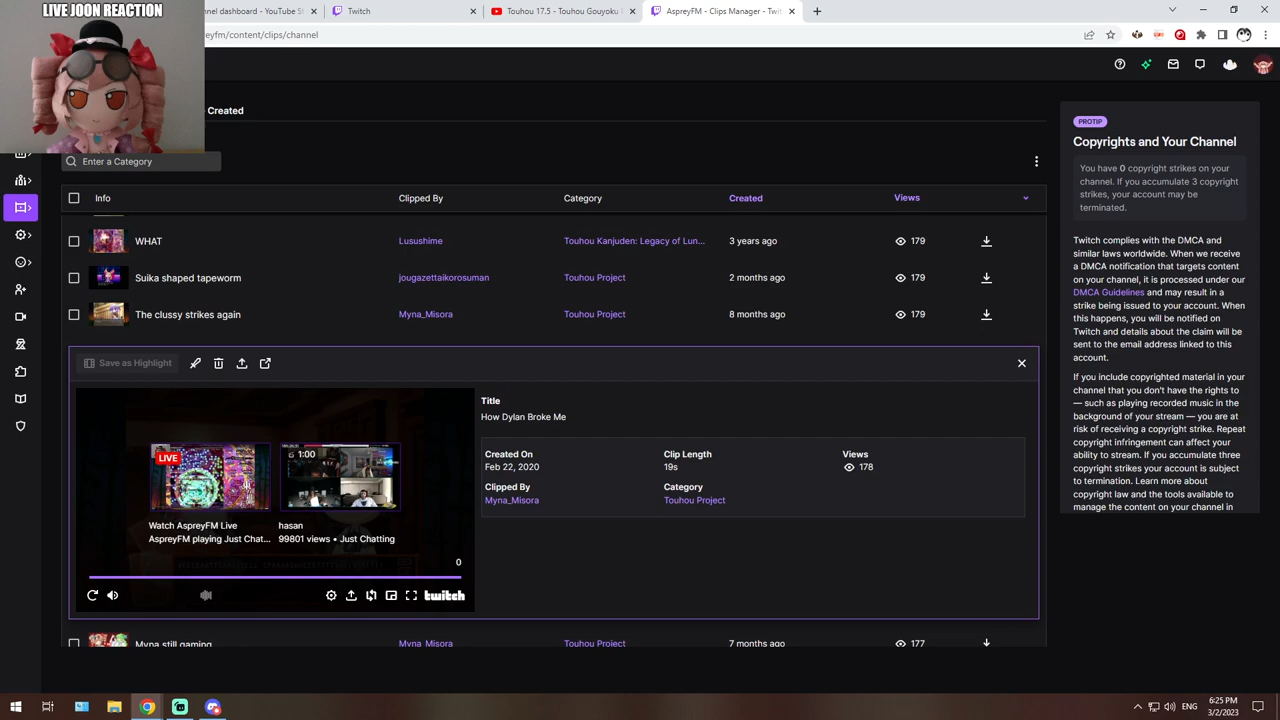 LIVE JOON REACTION
nnel dashboard - YouTube St
Twitch
Touhou 17.5 - Touhou Gouyoku
AspreyFM - Clips Manager - Twit
eyfm/content/clips/channel
Created
Enter a Category
Info
Clipped By
Category
Created
Views
WHAT
Lusushime
Touhou Kanjuden: Legacy of Lun...
3 years ago
179
Suika shaped tapeworm
jougazettaikorosuman
Touhou Project
2 months ago
179
The clussy strikes again
Myna_Misora
Touhou Project
8 months ago
179
Save as Highlight
LIVE
1:00
Watch AspreyFM Live
AspreyFM playing Just Chat...
hasan
99801 views • Just Chatting
0
twitch
Title
How Dylan Broke Me
Created On
Feb 22, 2020
Clip Length
19s
Views
178
Clipped By
Myna_Misora
Category
Touhou Project
Myna still gaming
Myna_Misora
Touhou Project
7 months ago
177
PROTIP
Copyrights and Your Channel
You have 0 copyright strikes on
your channel. If you accumulate 3 copyright
strikes, your account may be
terminated.
Twitch complies with the DMCA and
similar laws worldwide. When we receive
a DMCA notification that targets content
on your channel, it is processed under our
DMCA Guidelines and may result in a
strike being issued to your account. When
this happens, you will be notified on
Twitch and details about the claim will be
sent to the email address linked to this
account.
If you include copyrighted material in your
channel that you don't have the rights to
— such as playing recorded music in the
background of your stream — you are at
risk of receiving a copyright strike. Repeat
copyright infringement can affect your
ability to stream. If you accumulate three
copyright strikes your account is subject
to termination. Learn more about
copyright law and the tools available to
manage the content on your channel in
ENG
6:25 PM
3/2/2023